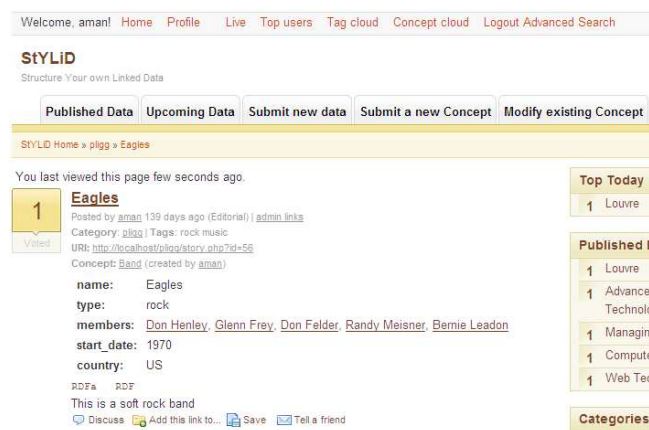 Welcome, aman! Home Profile Live Top users Tag cloud Concept cloud Logout Advanced Search
StYLiD
Structure Your own Linked Data
Published Data Upcoming Data Submit new data Submit a new Concept Modify existing Concept
StYLiD Home » pligg » Eagles
You last viewed this page few seconds ago.
1
Voted
Eagles
Posted by aman 139 days ago (Editorial) | admin links
Category: pligg | Tags: rock music
URI: http://localhost/pligg/story.php?id=56
Concept: Band (created by aman)
name: Eagles
type: rock
members: Don Henley, Glenn Frey, Don Felder, Randy Meisner, Bernie Leadon
start_date: 1970
country: US
RDFa RDF
This is a soft rock band
Discuss Add this link to... Save Tell a friend
Top Today
1 Louvre
Published
1 Louvre
1 Advance
Technol
1 Managin
1 Compute
1 Web Tec
Categories